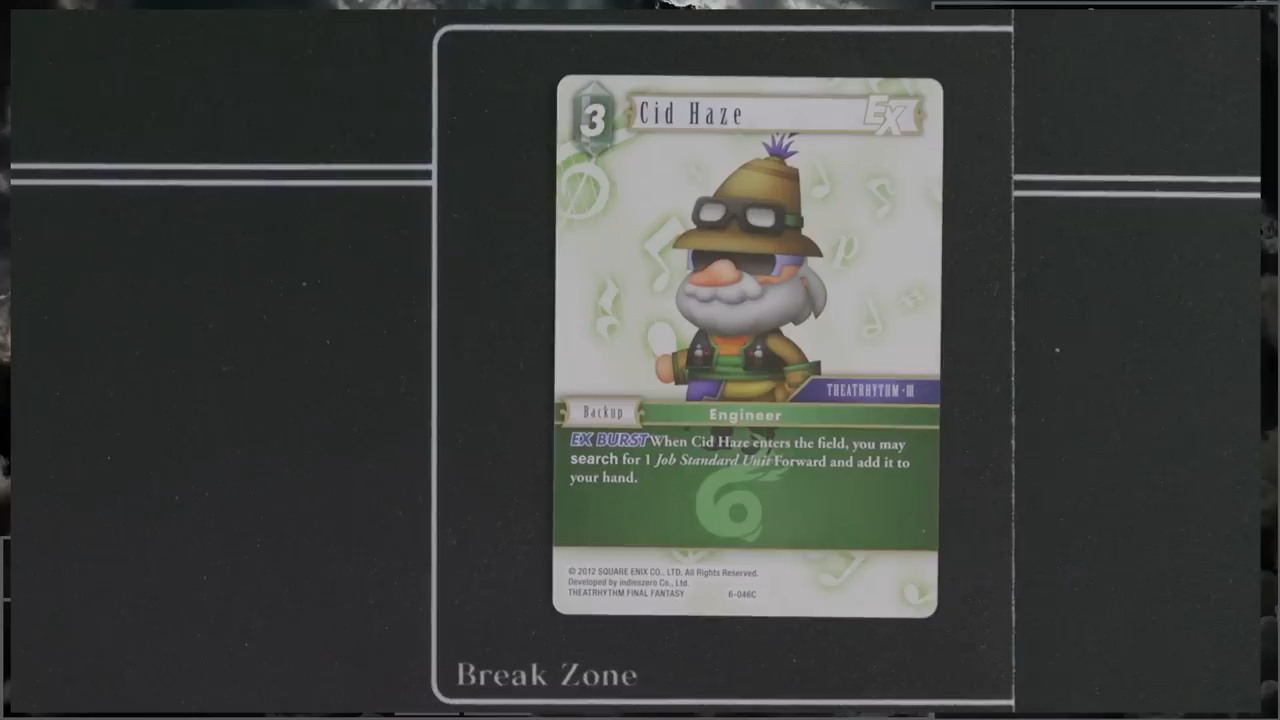 3
Cid Haze
EX
THEATRHYTHM·III
Backup
Engineer
EX BURST When Cid Haze enters the field, you may
search for 1 Job Standard Unit Forward and add it to
your hand.
6
© 2012 SQUARE ENIX CO., LTD. All Rights Reserved.
Developed by indieszero Co., Ltd.
THEATRHYTHM FINAL FANTASY 6-046C
Break Zone